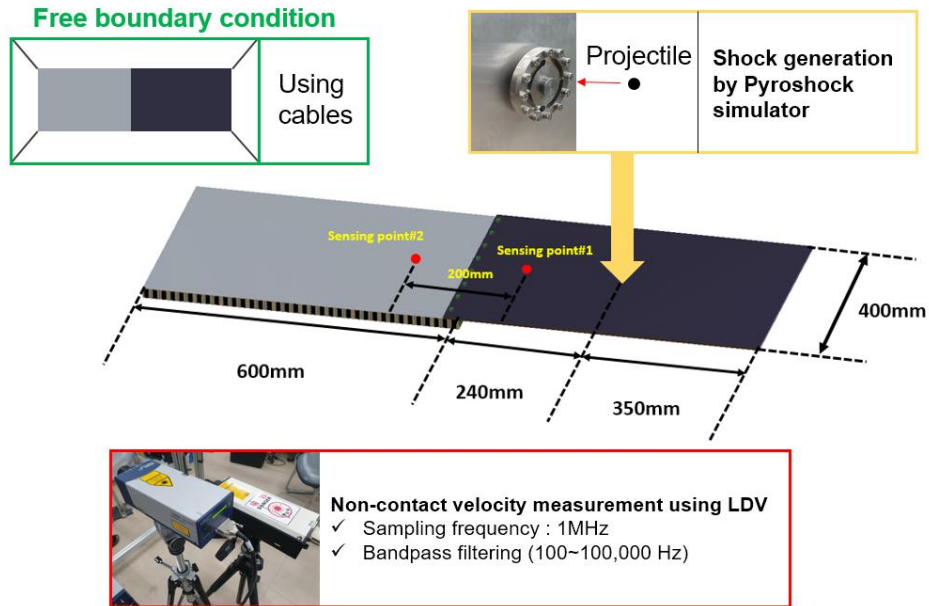 Free boundary condition
Using
cables
Projectile
Shock generation
by Pyroshock
simulator
Sensing point#2
Sensing point#1
200mm
400mm
600mm
240mm
350mm
Non-contact velocity measurement using LDV
✓ Sampling frequency : 1MHz
✓ Bandpass filtering (100~100,000 Hz)